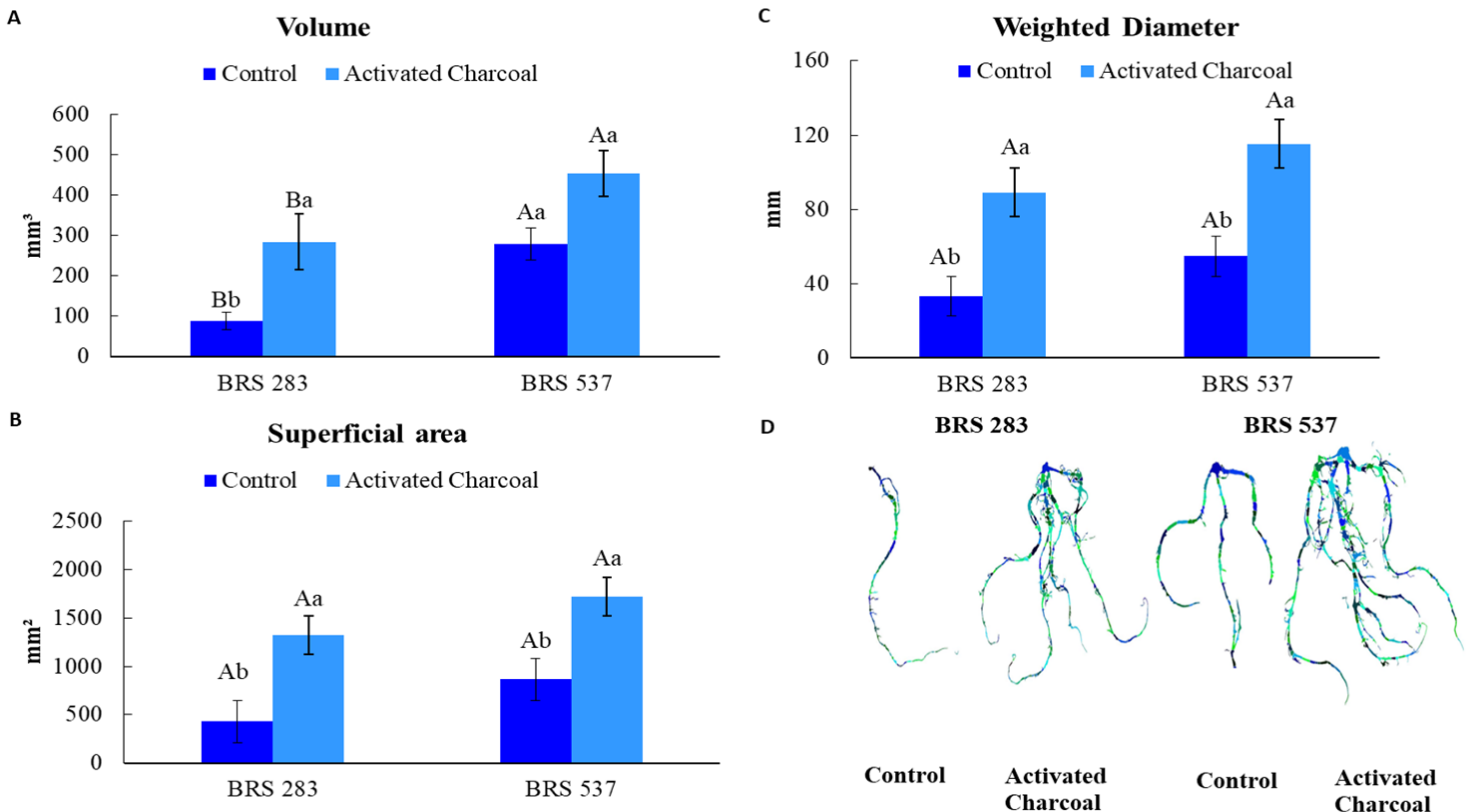 A
Volume
Control Activated Charcoal
600
500
400
300
200
100
0
mm³
Bb Ba Aa Aa
BRS 283 BRS 537
B
Superficial area
Control Activated Charcoal
2500
2000
1500
1000
500
0
mm²
Ab Aa Ab Aa
BRS 283 BRS 537
C
Weighted Diameter
Control Activated Charcoal
160
120
80
40
0
mm
Ab Aa Ab Aa
BRS 283 BRS 537
D
BRS 283 BRS 537
Control Activated Charcoal Control Activated Charcoal